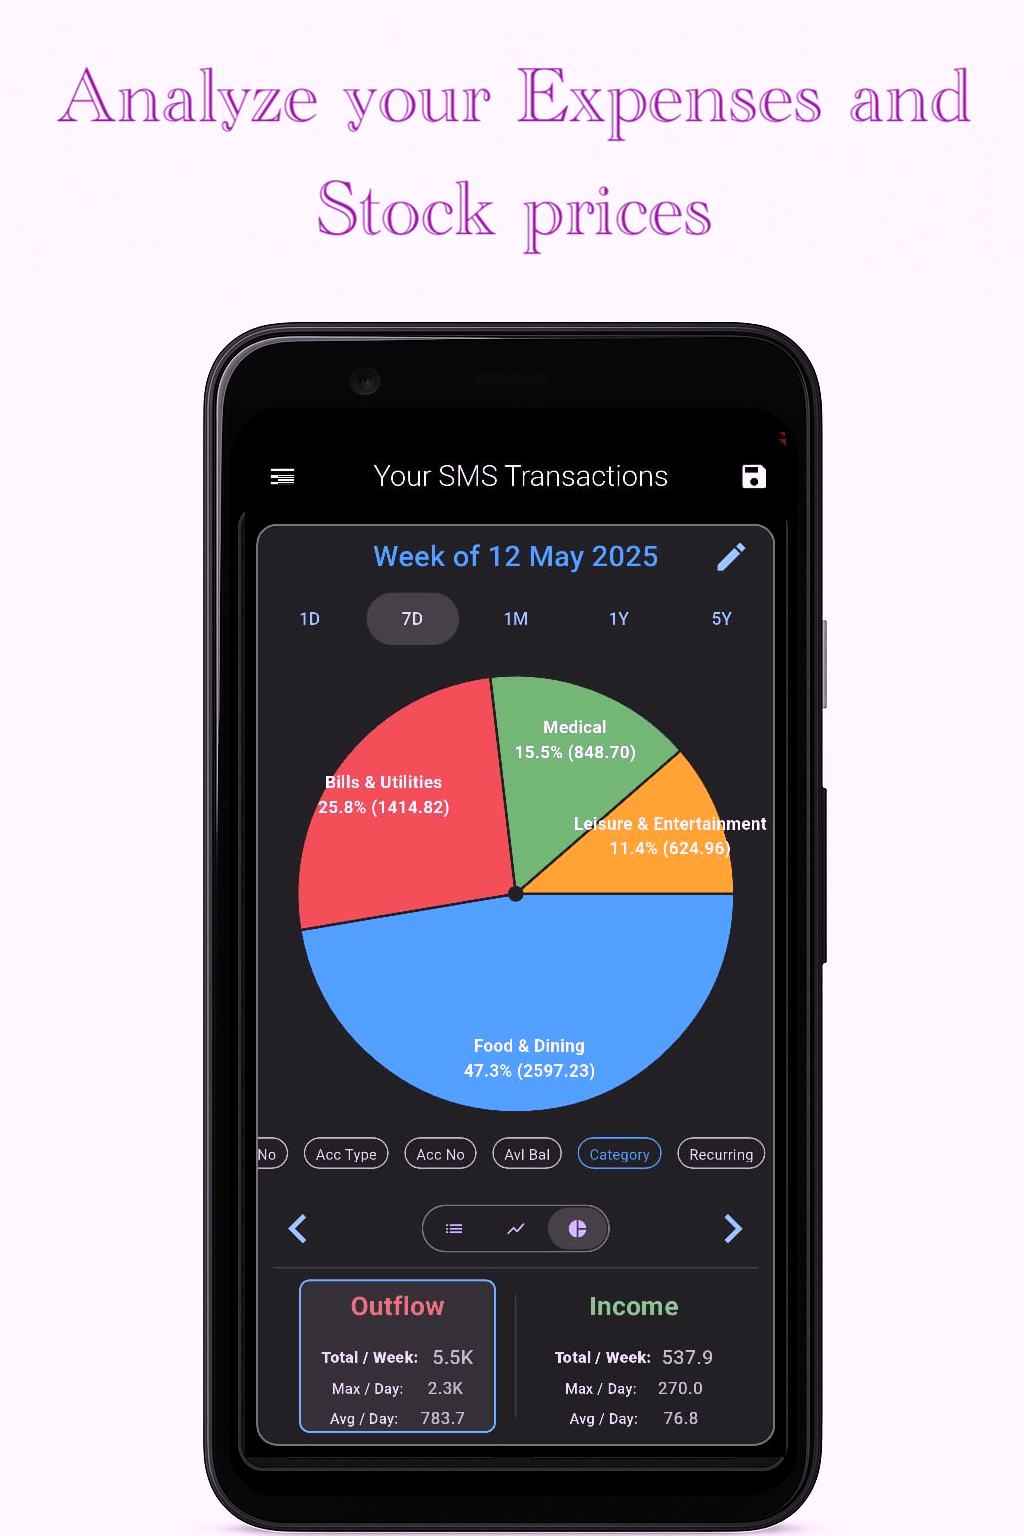 Analyze your Expenses and
Stock prices
Your SMS Transactions
Week of 12 May 2025
1D 7D 1M 1Y 5Y
Medical
15.5% (848.70)
Bills & Utilities
25.8% (1414.82)
Leisure & Entertainment
11.4% (624.96)
Food & Dining
47.3% (2597.23)
No Acc Type Acc No Avl Bal Category Recurring
Outflow Income
Total / Week: 5.5K Total / Week: 537.9
Max / Day: 2.3K Max / Day: 270.0
Avg / Day: 783.7 Avg / Day: 76.8